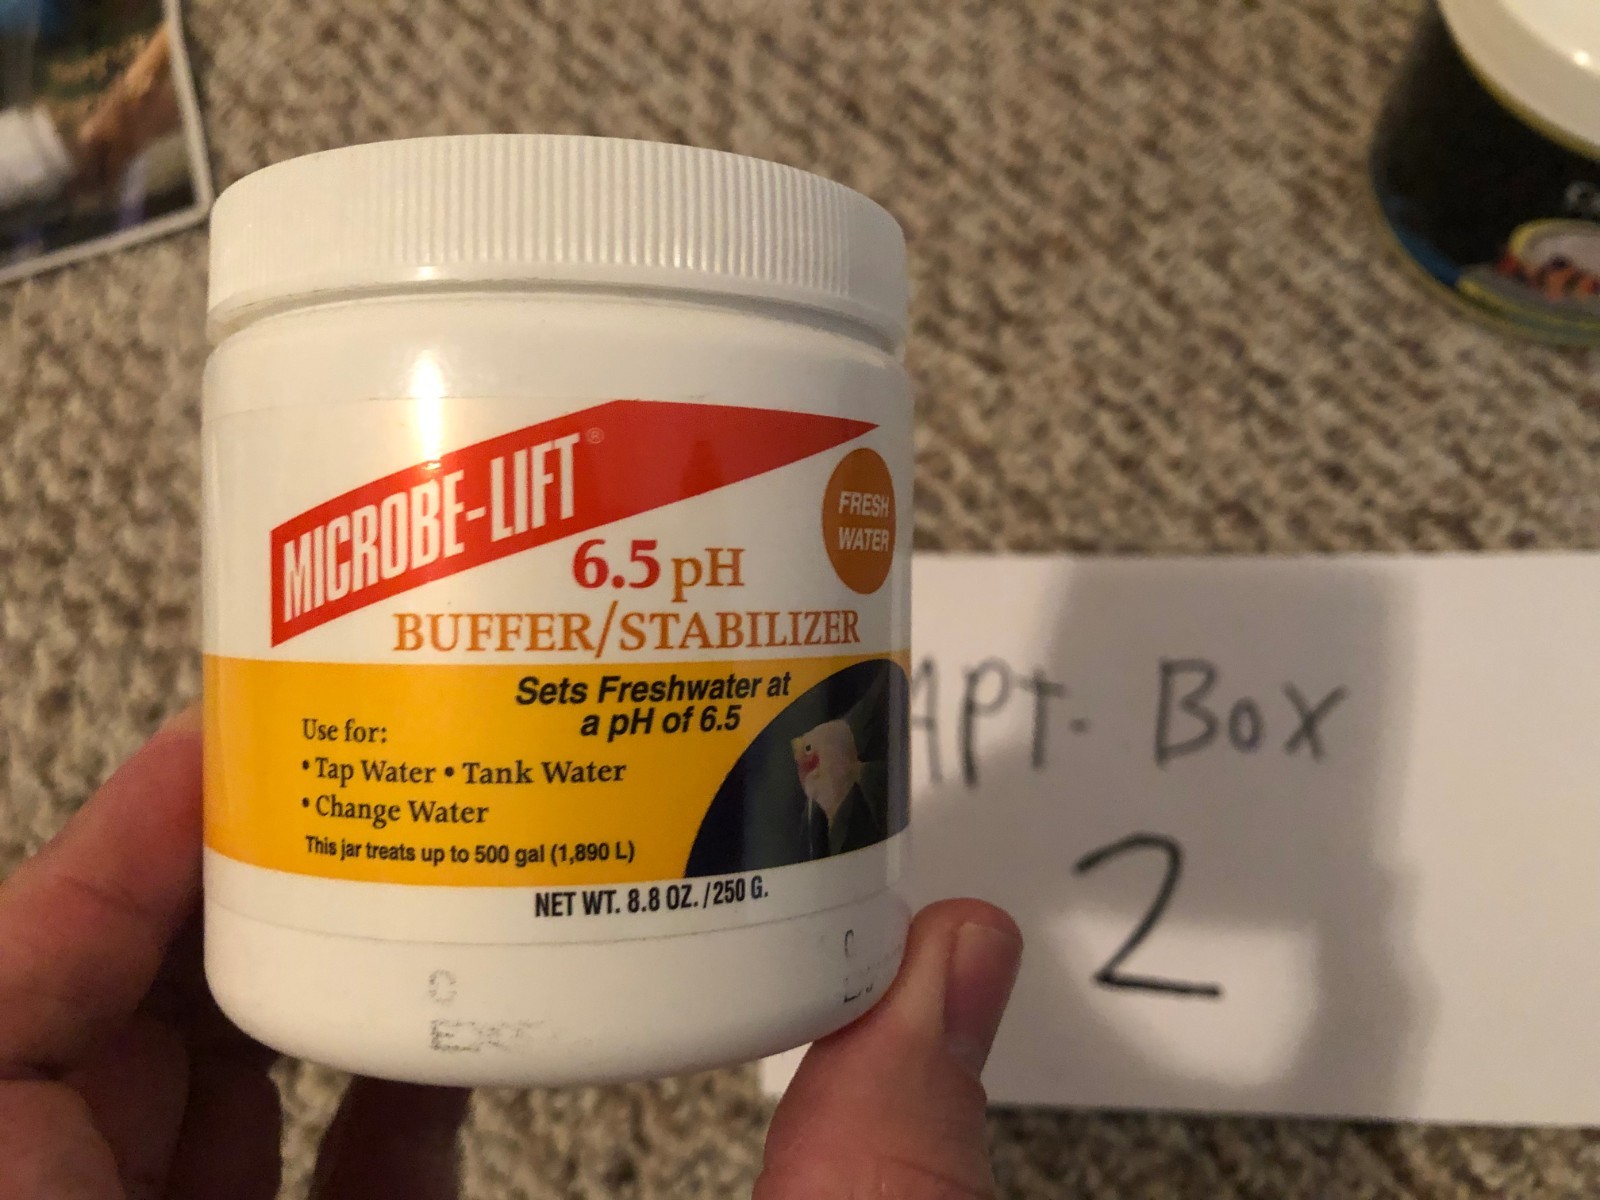 MICROBE-LIFT®
FRESH
WATER
6.5 pH
BUFFER/STABILIZER
Sets Freshwater at
a pH of 6.5
Use for:
• Tap Water • Tank Water
• Change Water
This jar treats up to 500 gal (1,890 L)
NET WT. 8.8 OZ. / 250 G.
APT. Box
2